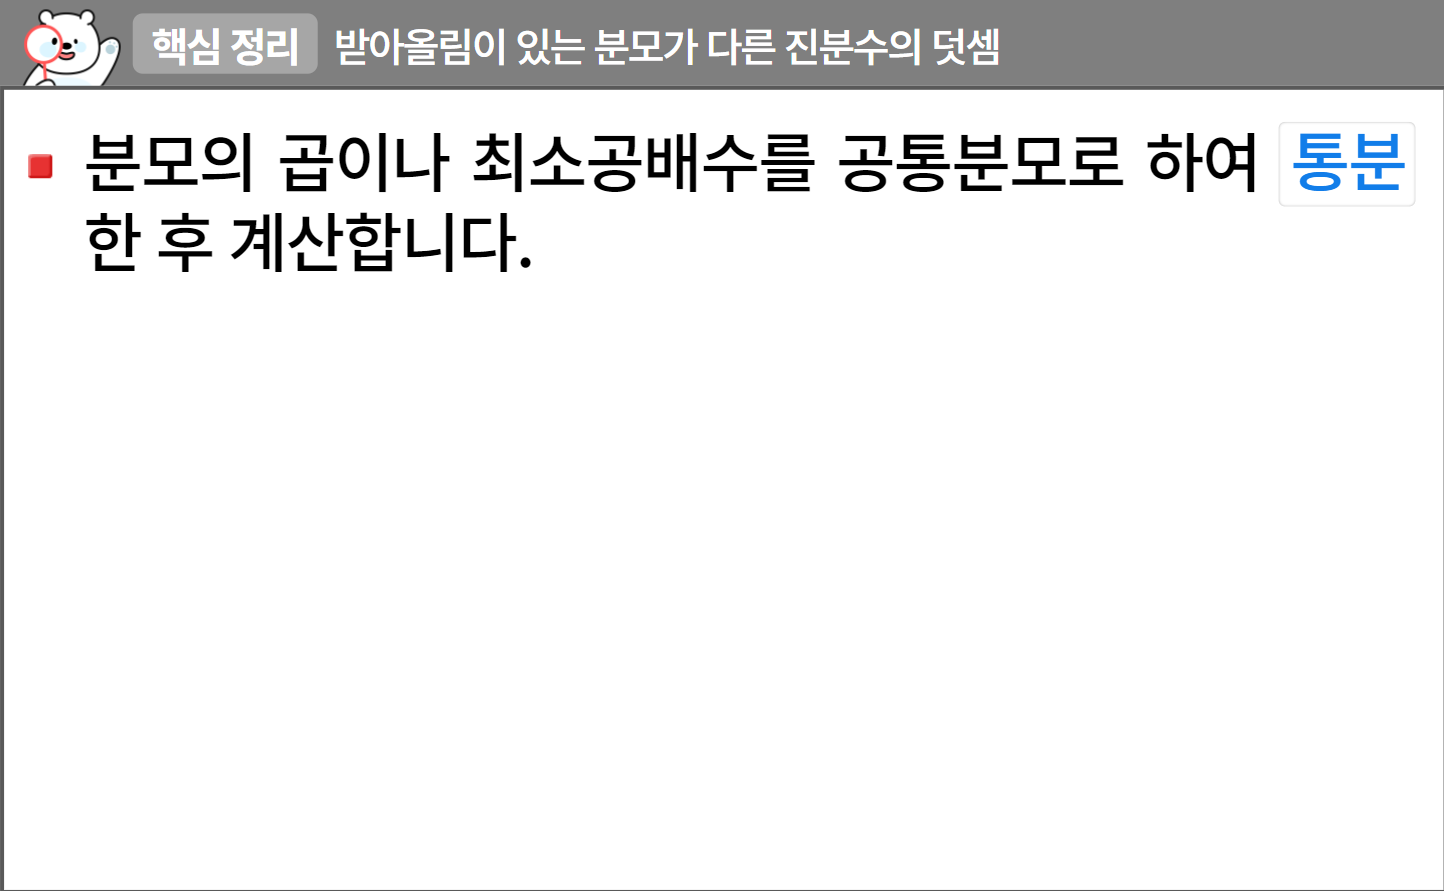 핵심 정리 받아올림이 있는 분모가 다른 진분수의 덧셈
분모의 곱이나 최소공배수를 공통분모로 하여 통분
한 후 계산합니다.